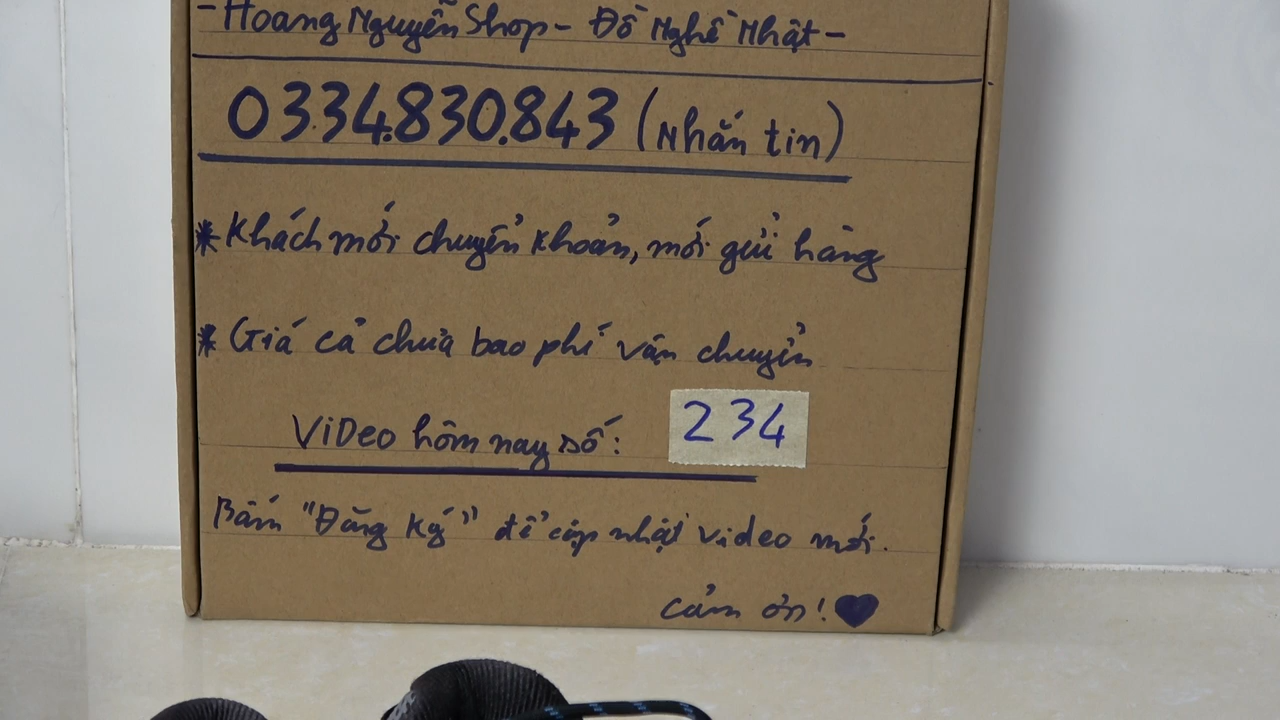 -Hoàng Nguyễn Shop- Đồ Nghề Nhật-
0334.830.843 (Nhắn tin)
* Khách mới chuyển khoản, mới gửi hàng
* Giá cả chưa bao phí vận chuyển
Video hôm nay số: 234
Bấm "Đăng ký" để cập nhật video mới.
Cảm ơn! ♥